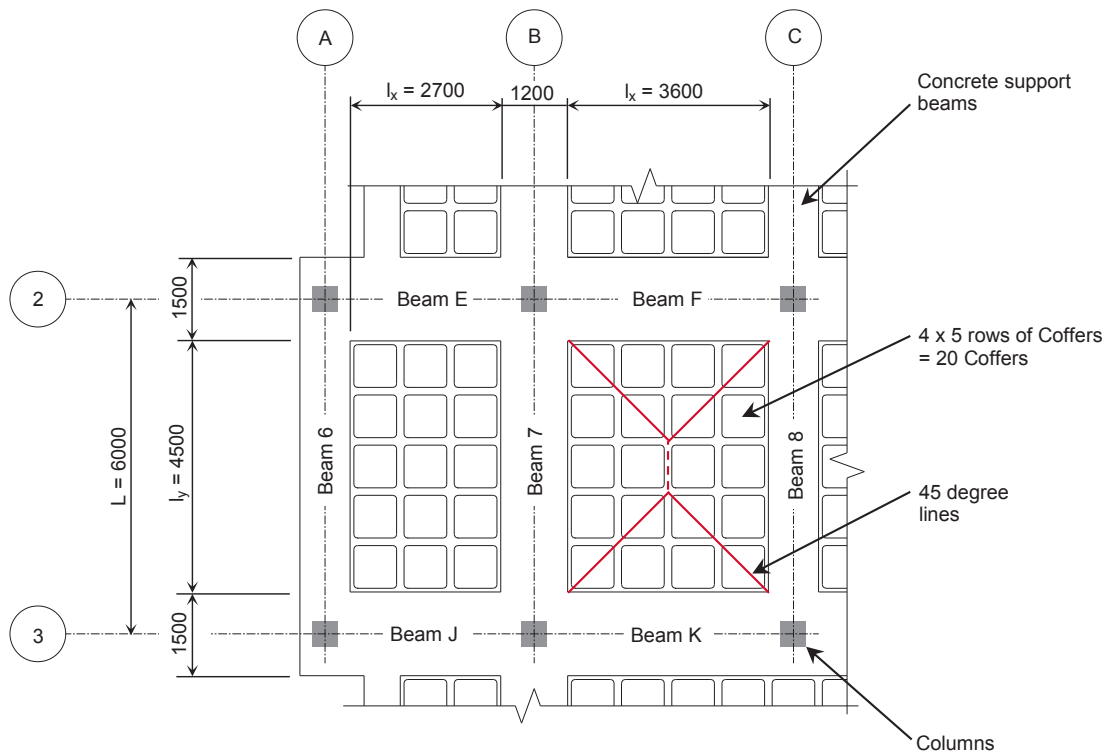 A
B
C
lx = 2700
1200
lx = 3600
Concrete support
beams
2
1500
Beam E
Beam F
4 x 5 rows of Coffers
= 20 Coffers
L = 6000
ly = 4500
Beam 6
Beam 7
Beam 8
45 degree
lines
3
1500
Beam J
Beam K
Columns